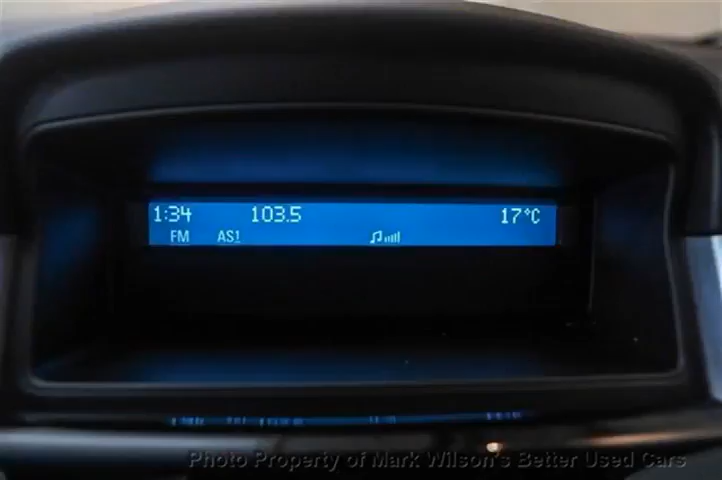 1:34 103.5 17°C
FM AS1
Photo Property of Mark Wilson's Better Used Cars